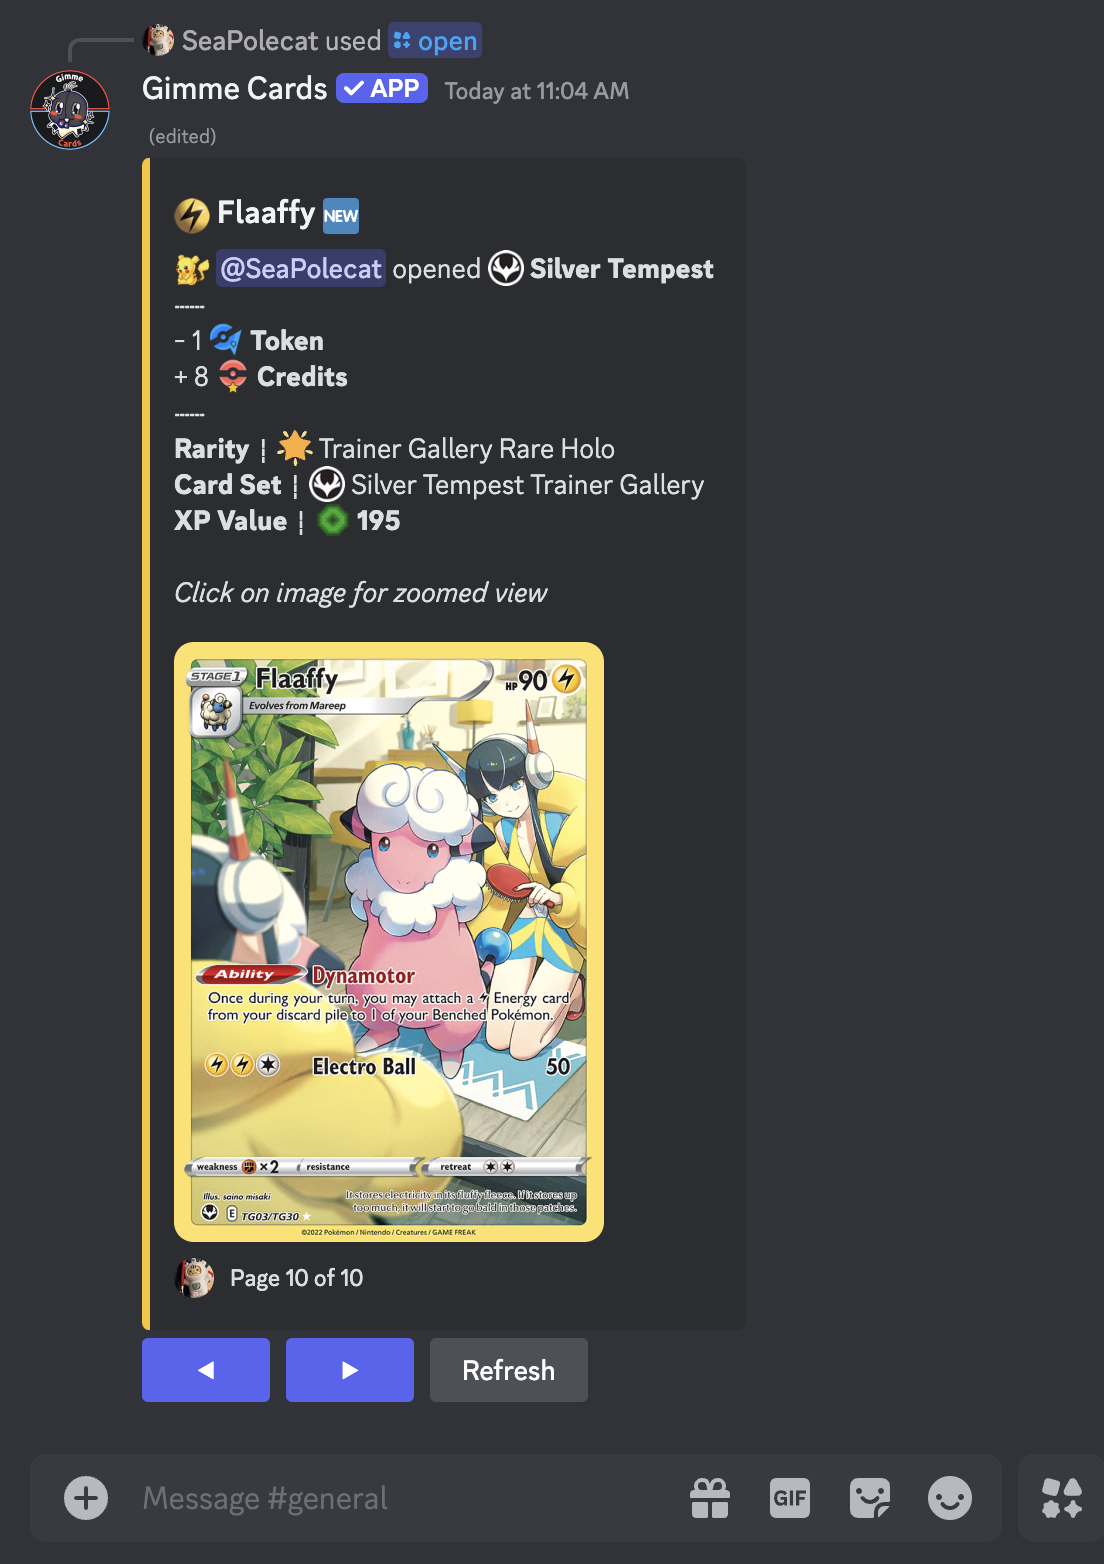 SeaPolecat used open
Gimme Cards
Gimme Cards APP Today at 11:04 AM
(edited)
Flaaffy NEW
@SeaPolecat opened Silver Tempest
------
- 1 Token
+ 8 Credits
------
Rarity ¦ Trainer Gallery Rare Holo
Card Set ¦ Silver Tempest Trainer Gallery
XP Value ¦ 195
Click on image for zoomed view
STAGE 1 Flaaffy HP 90
Evolves from Mareep
Ability Dynamotor
Once during your turn, you may attach a Energy card
from your discard pile to 1 of your Benched Pokémon.
Electro Ball 50
weakness ×2 resistance retreat
Illus. saino misaki
It stores electricity in its fluffy fleece. If it stores up
too much, it will start to go bald in those patches.
E TG03/TG30
©2022 Pokémon / Nintendo / Creatures / GAME FREAK
Page 10 of 10
Refresh
Message #general
GIF